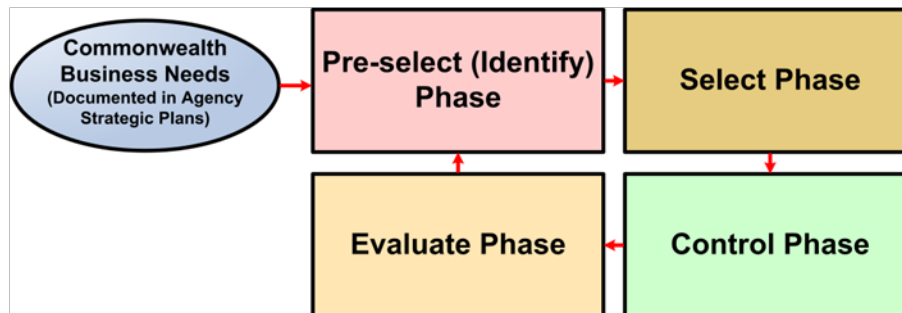 Commonwealth
Business Needs
(Documented in Agency
Strategic Plans)
Pre-select (Identify)
Phase
Select Phase
Evaluate Phase
Control Phase